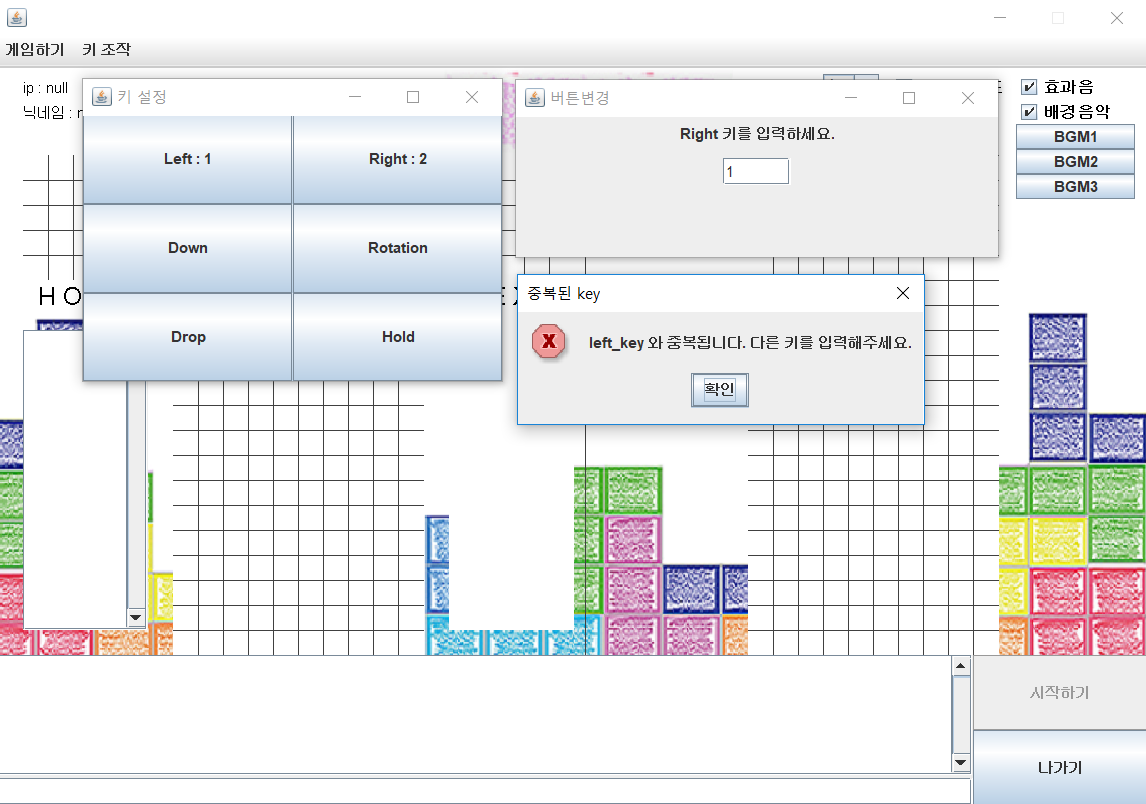 게임하기 키 조작
ip : null
닉네임 :
키 설정
Left : 1
Right : 2
Down
Rotation
Drop
Hold
버튼변경
Right 키를 입력하세요.
1
중복된 key
left_key 와 중복됩니다. 다른 키를 입력해주세요.
확인
효과음
배경음악
BGM1
BGM2
BGM3
H O
시작하기
나가기